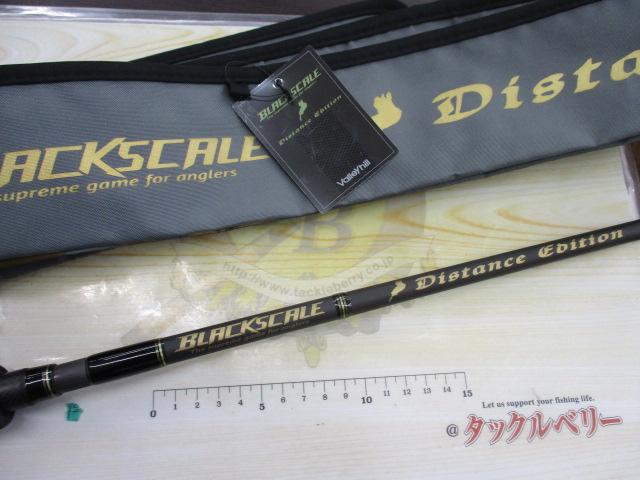 BLACKSCALE
supreme game for anglers
Distance
BLACKSCALE
Distance Edition
Valleyhill
B
http://www.tackleberry.co.jp
BLACKSCALE
The supreme game for anglers
Distance Edition
0 1 2 3 4 5 6 7 8 9 10 11 12 13 14 15
Let us support your fishing life.
@タックルベリー